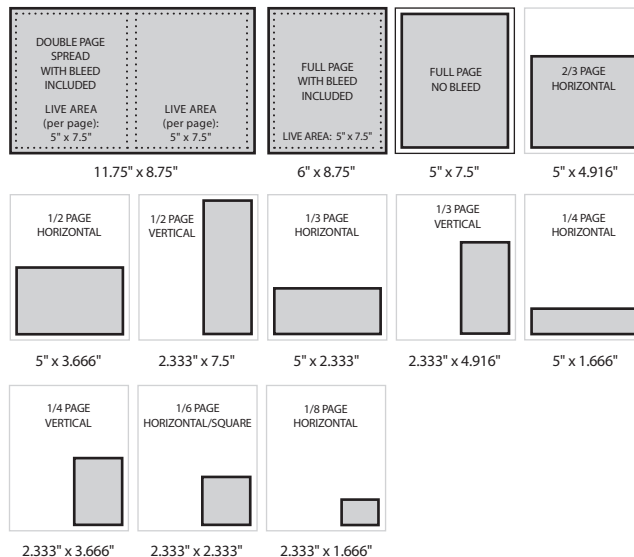 DOUBLE PAGE
SPREAD
WITH BLEED
INCLUDED
LIVE AREA
(per page):
5" x 7.5"
LIVE AREA
(per page):
5" x 7.5"
11.75" x 8.75"
FULL PAGE
WITH BLEED
INCLUDED
LIVE AREA: 5" x 7.5"
6" x 8.75"
FULL PAGE
NO BLEED
5" x 7.5"
2/3 PAGE
HORIZONTAL
5" x 4.916"
1/2 PAGE
HORIZONTAL
5" x 3.666"
1/2 PAGE
VERTICAL
2.333" x 7.5"
1/3 PAGE
HORIZONTAL
5" x 2.333"
1/3 PAGE
VERTICAL
2.333" x 4.916"
1/4 PAGE
HORIZONTAL
5" x 1.666"
1/4 PAGE
VERTICAL
2.333" x 3.666"
1/6 PAGE
HORIZONTAL/SQUARE
2.333" x 2.333"
1/8 PAGE
HORIZONTAL
2.333" x 1.666"